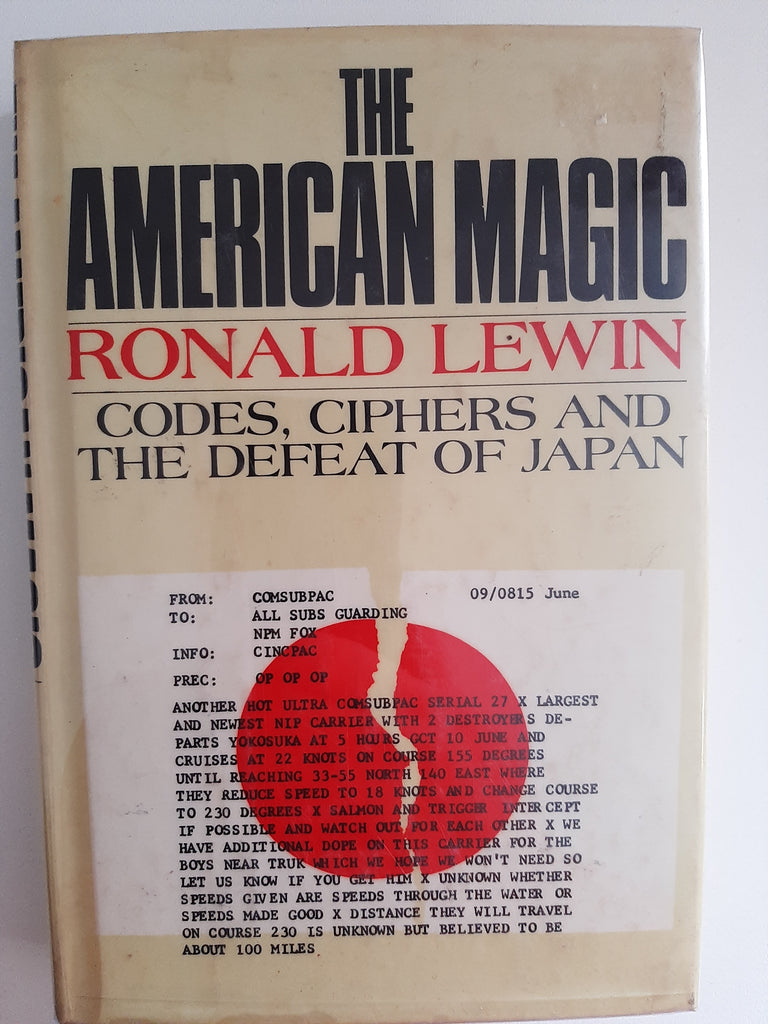 THE
AMERICAN MAGIC
RONALD LEWIN
CODES, CIPHERS AND
THE DEFEAT OF JAPAN
FROM: COMSUBPAC 09/0815 June
TO: ALL SUBS GUARDING
NPM FOX
INFO: CINCPAC
PREC: OP OP OP
ANOTHER HOT ULTRA COMSUBPAC SERIAL 27 X LARGEST
AND NEWEST NIP CARRIER WITH 2 DESTROYERS DE-
PARTS YOKOSUKA AT 5 HOURS GCT 10 JUNE AND
CRUISES AT 22 KNOTS ON COURSE 155 DEGREES
UNTIL REACHING 33-55 NORTH 140 EAST WHERE
THEY REDUCE SPEED TO 18 KNOTS AND CHANGE COURSE
TO 230 DEGREES X SALMON AND TRIGGER INTERCEPT
IF POSSIBLE AND WATCH OUT FOR EACH OTHER X WE
HAVE ADDITIONAL DOPE ON THIS CARRIER FOR THE
BOYS NEAR TRUK WHICH WE HOPE WE WON'T NEED SO
LET US KNOW IF YOU GET HIM X UNKNOWN WHETHER
SPEEDS GIVEN ARE SPEEDS THROUGH THE WATER OR
SPEEDS MADE GOOD X DISTANCE THEY WILL TRAVEL
ON COURSE 230 IS UNKNOWN BUT BELIEVED TO BE
ABOUT 100 MILES